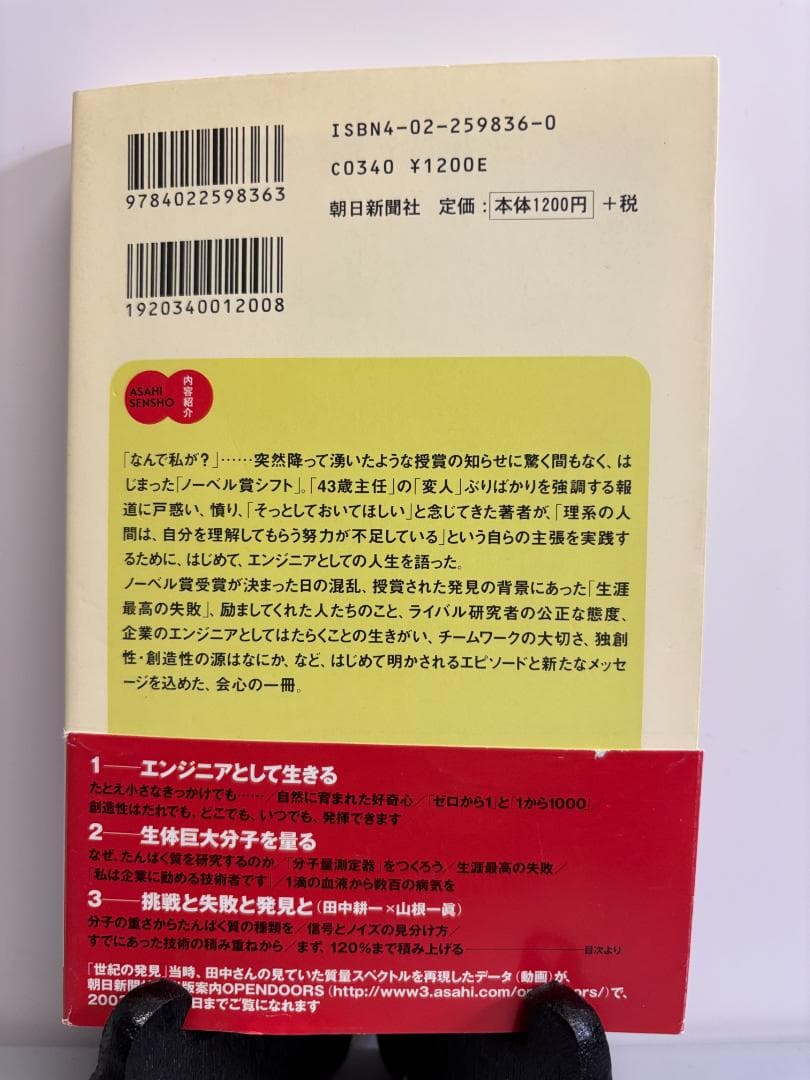 ISBN4-02-259836-0
C0340 ¥1200E
9784022598363
朝日新聞社 定価：本体1200円 +税
1920340012008
ASAHI
SENSHO
内容紹介
「なんで私が？」……突然降って湧いたような授賞の知らせに驚く間もなく、は
じまった「ノーベル賞シフト」。「43歳主任」の「変人」ぶりばかりを強調する報
道に戸惑い、憤り、「そっとしておいてほしい」と念じてきた著者が、「理系の人
間は、自分を理解してもらう努力が不足している」という自らの主張を実践す
るために、はじめて、エンジニアとしての人生を語った。
ノーベル賞受賞が決まった日の混乱、授賞された発見の背景にあった「生涯
最高の失敗」、励ましてくれた人たちのこと、ライバル研究者の公正な態度、
企業のエンジニアとしてはたらくことの生きがい、チームワークの大切さ、独創
性・創造性の源はなにか、など、はじめて明かされるエピソードと新たなメッセ
ージを込めた、会心の一冊。
1──エンジニアとして生きる
たとえ小さなきっかけでも……／自然に育まれた好奇心／「ゼロから1」と「1から1000」
創造性はだれでも、どこでも、いつでも、発揮できます
2──生体巨大分子を量る
なぜ、たんぱく質を研究するのか／「分子量測定器」をつくろう／生涯最高の失敗／
「私は企業に勤める技術者です」／1滴の血液から数百の病気を
3──挑戦と失敗と発見と（田中耕一×山根一眞）
分子の重さからたんぱく質の種類を／信号とノイズの見分け方／
すでにあった技術の積み重ねから／まず、120％まで積み上げる──────目次より
「世紀の発見」当時、田中さんの見ていた質量スペクトルを再現したデータ（動画）が、
朝日新聞 版案内OPENDOORS（http://www3.asahi.com/op ors/）で、
200 日までご覧になれます